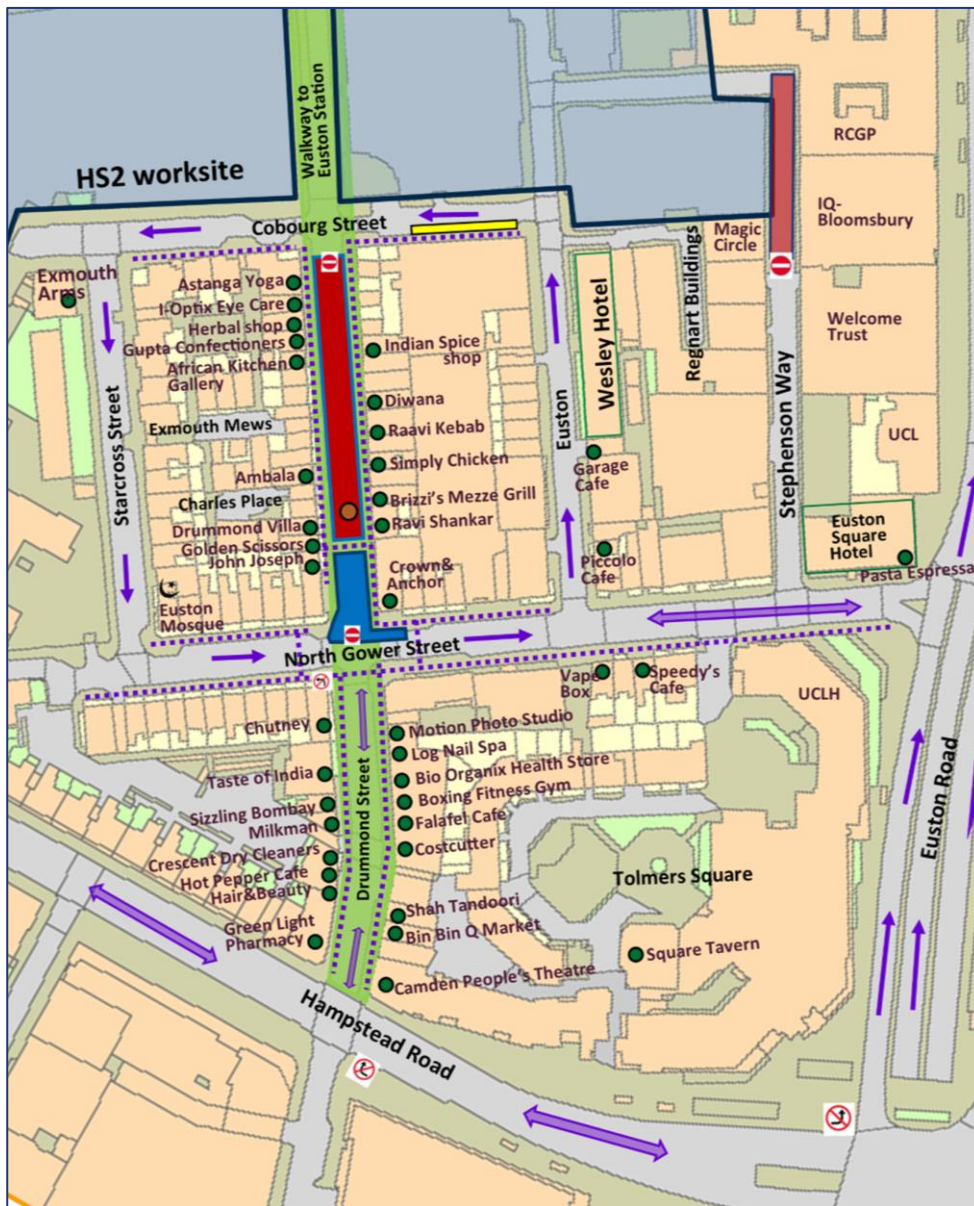 Walkway to
Euston Station
HS2 worksite
Cobourg Street
RCGP
IQ-
Bloomsbury
Magic
Circle
Welcome
Trust
UCL
Exmouth
Arms
Astanga Yoga
I-Optix Eye Care
Herbal shop
Gupta Confectioners
African Kitchen
Gallery
Indian Spice
shop
Exmouth Mews
Diwana
Raavi Kebab
Ambala
Simply Chicken
Charles Place
Brizzi's Mezze Grill
Drummond Villa
Ravi Shankar
Golden Scissors
John Joseph
Crown&
Anchor
Starcross Street
Euston
Mosque
Euston
Wesley Hotel
Regnart Buildings
Garage
Cafe
Piccolo
Cafe
Stephenson Way
Euston
Square
Hotel
Pasta Espressa
North Gower Street
Vape
Box
Speedy's
Cafe
UCLH
Chutney
Motion Photo Studio
Log Nail Spa
Taste of India
Bio Organix Health Store
Boxing Fitness Gym
Sizzling Bombay
Milkman
Falafel Cafe
Costcutter
Crescent Dry Cleaners
Hot Pepper Cafe
Hair&Beauty
Drummond Street
Tolmers Square
Euston Road
Green Light
Pharmacy
Shah Tandoori
Bin Bin Q Market
Square Tavern
Camden People's Theatre
Hampstead Road